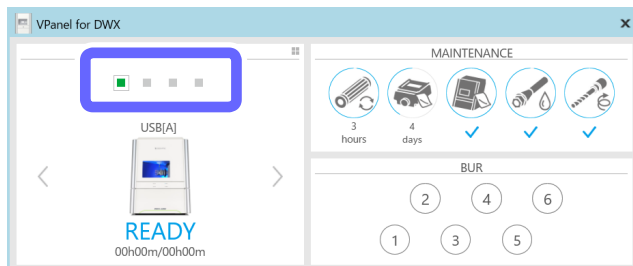 VPanel for DWX
USB[A]
READY
00h00m/00h00m
MAINTENANCE
3
hours
4
days
BUR
2 4 6
1 3 5